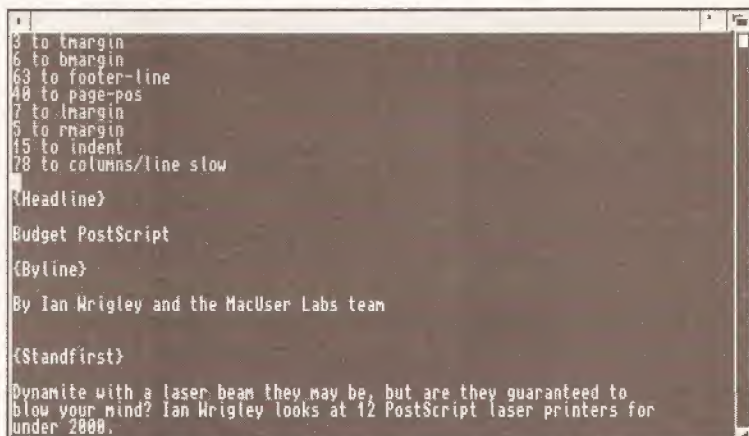 3 to tmargin
6 to bmargin
63 to footer-line
40 to page-pos
7 to lmargin
5 to rmargin
15 to indent
78 to columns/line slow
{Headline}
Budget PostScript
{Byline}
By Ian Wrigley and the MacUser Labs team
{Standfirst}
Dynamite with a laser beam they may be, but are they guaranteed to
blow your mind? Ian Wrigley looks at 12 PostScript laser printers for
under 2000.